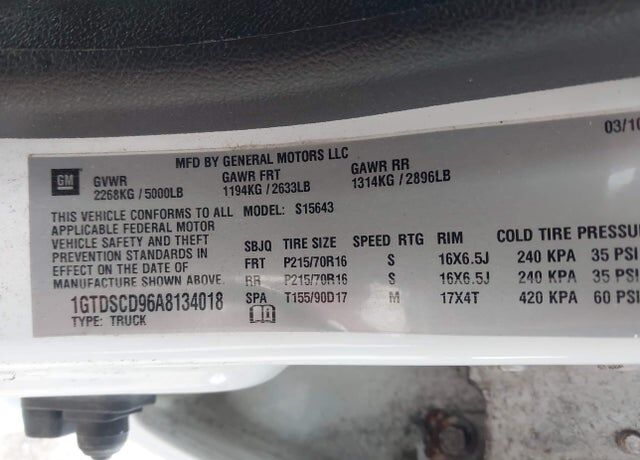 03/10
MFD BY GENERAL MOTORS LLC
GM
GVWR GAWR FRT GAWR RR
2268KG / 5000LB 1194KG / 2633LB 1314KG / 2896LB
THIS VEHICLE CONFORMS TO ALL MODEL: S15643
APPLICABLE FEDERAL MOTOR
VEHICLE SAFETY AND THEFT SBJQ TIRE SIZE SPEED RTG RIM COLD TIRE PRESSU
PREVENTION STANDARDS IN FRT P215/70R16 S 16X6.5J 240 KPA 35 PSI
EFFECT ON THE DATE OF RR P215/70R16 S 16X6.5J 240 KPA 35 PSI
MANUFACTURE SHOWN ABOVE. SPA T155/90D17 M 17X4T 420 KPA 60 PSI
1GTDSCD96A8134018
TYPE: TRUCK